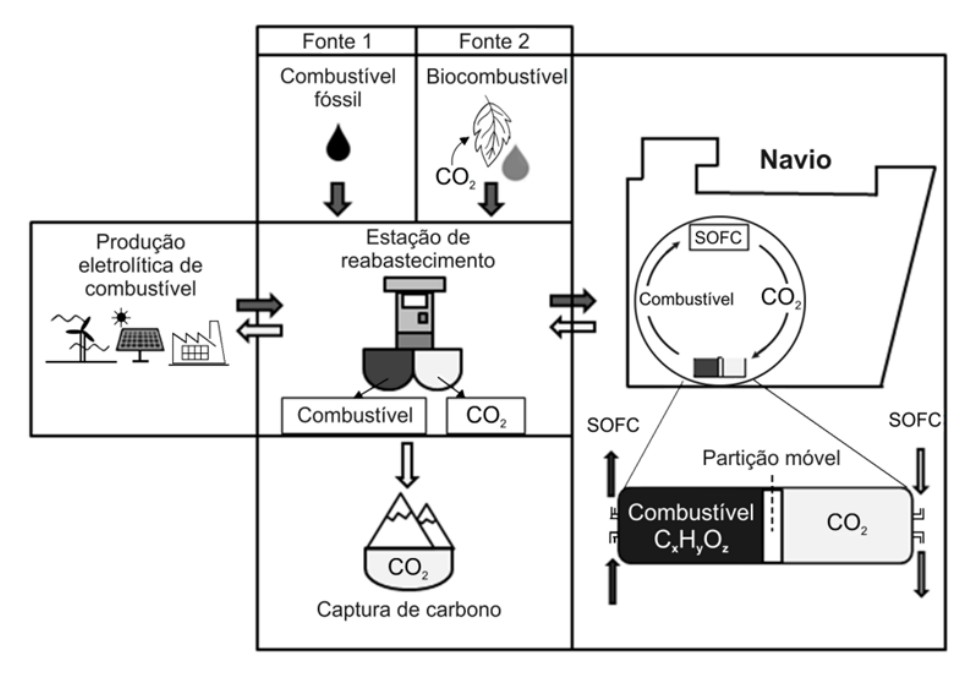 Fonte 1
Fonte 2
Combustível
fóssil
Biocombustível
CO₂
Produção
eletrolítica de
combustível
Estação de
reabastecimento
Combustível
CO₂
CO₂
Captura de carbono
Navio
SOFC
Combustível
CO₂
SOFC
SOFC
Partição móvel
Combustível
CₓHᵧO𝓏
CO₂